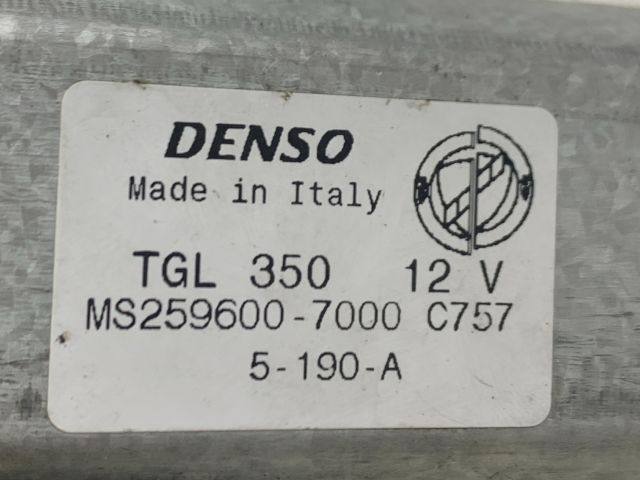 DENSO
Made in Italy
TGL 350 12 V
MS259600-7000 C757
5-190-A